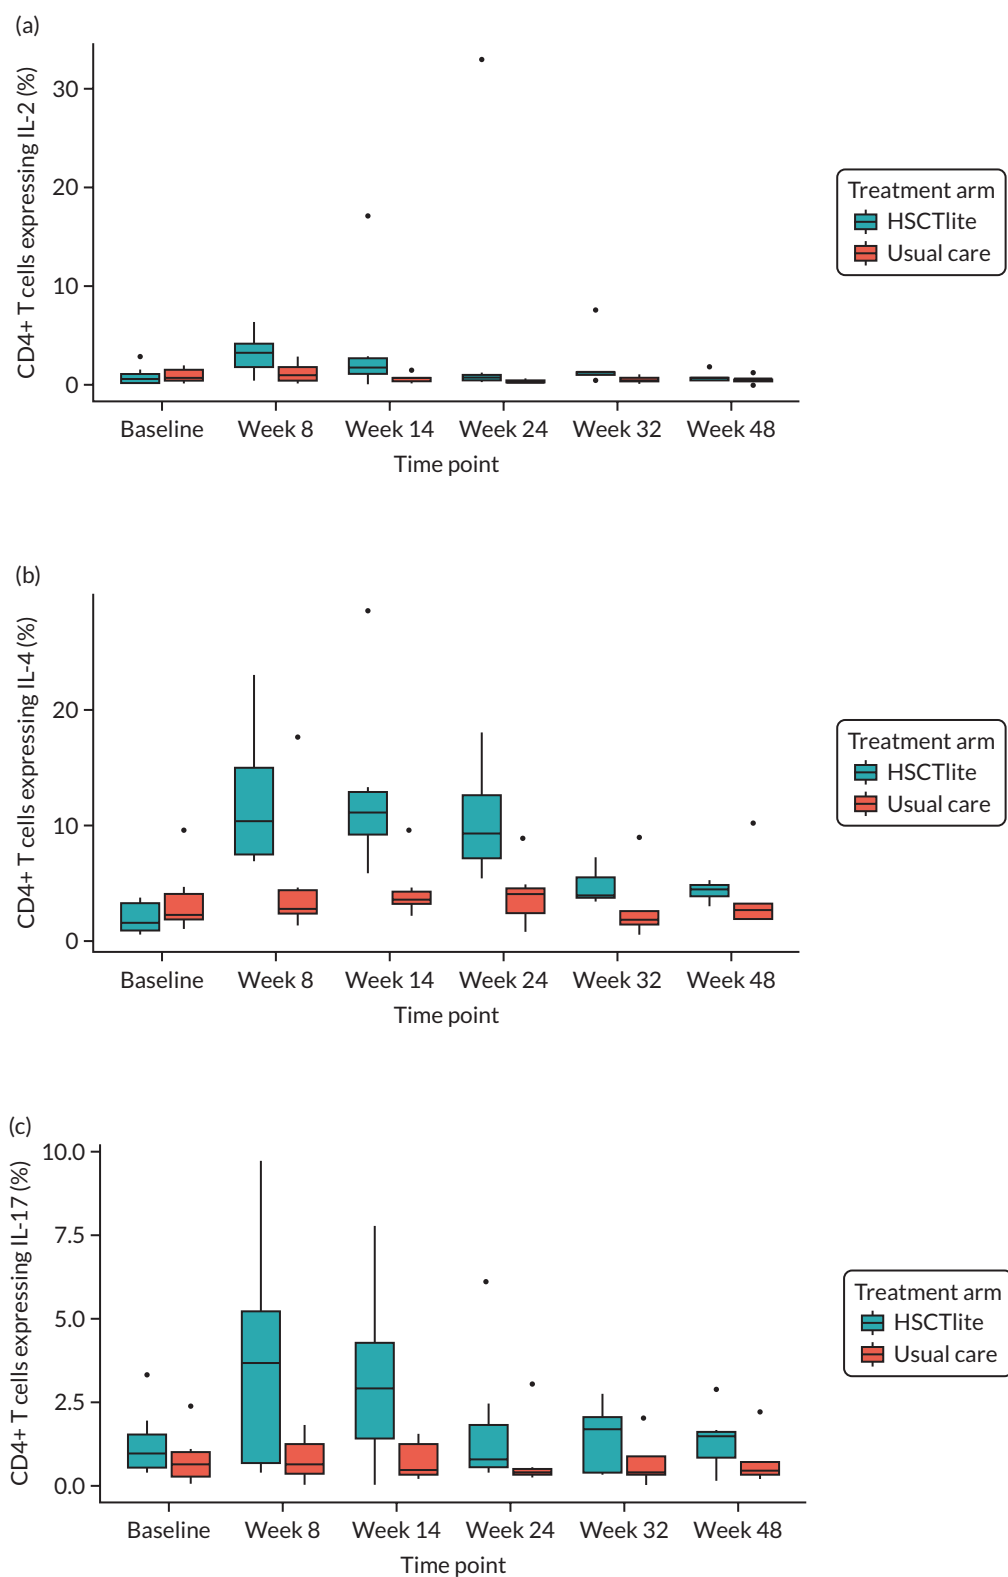 (a)
CD4+ T cells expressing IL-2 (%)
30
20
10
0
Baseline Week 8 Week 14 Week 24 Week 32 Week 48
Time point
Treatment arm
HSCTlite
Usual care
(b)
CD4+ T cells expressing IL-4 (%)
20
10
0
Baseline Week 8 Week 14 Week 24 Week 32 Week 48
Time point
Treatment arm
HSCTlite
Usual care
(c)
CD4+ T cells expressing IL-17 (%)
10.0
7.5
5.0
2.5
0.0
Baseline Week 8 Week 14 Week 24 Week 32 Week 48
Time point
Treatment arm
HSCTlite
Usual care